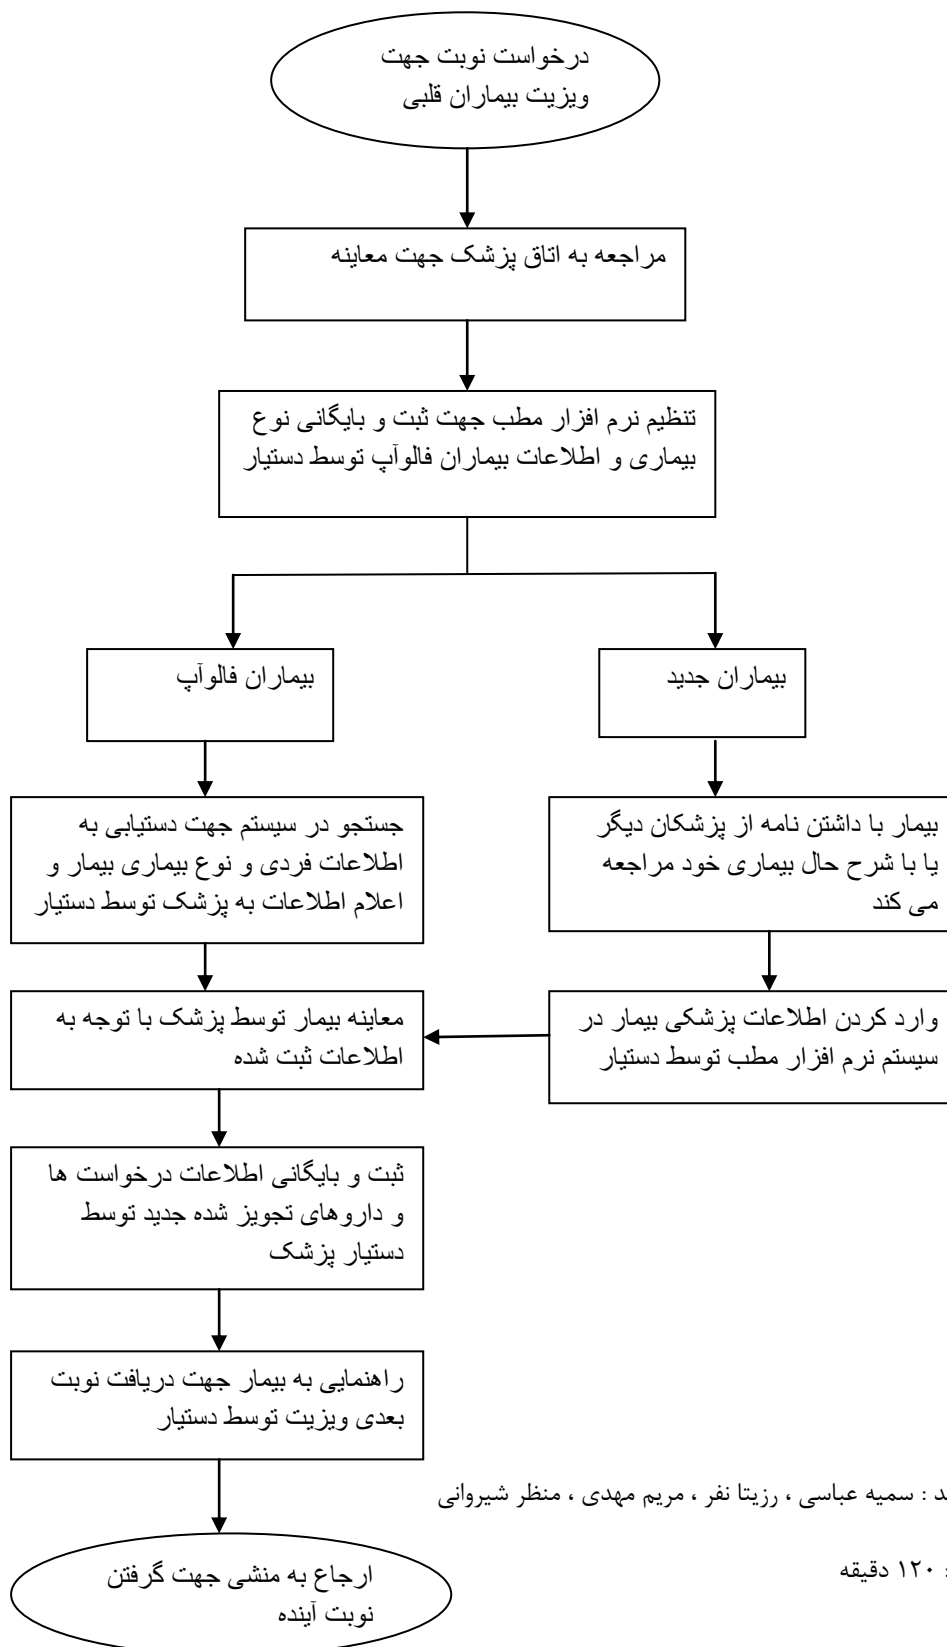 درخواست نوبت جهت
ویزیت بیماران قلبی
مراجعه به اتاق پزشک جهت معاینه
تنظیم نرم افزار مطب جهت ثبت و بایگانی نوع
بیماری و اطلاعات بیماران فالوآپ توسط دستیار
بیماران جدید
بیماران فالوآپ
بیمار با داشتن نامه از پزشکان دیگر
یا با شرح حال بیماری خود مراجعه
می کند
جستجو در سیستم جهت دستیابی به
اطلاعات فردی و نوع بیماری بیمار و
اعلام اطلاعات به پزشک توسط دستیار
وارد کردن اطلاعات پزشکی بیمار در
سیستم نرم افزار مطب توسط دستیار
معاینه بیمار توسط پزشک با توجه به
اطلاعات ثبت شده
ثبت و بایگانی اطلاعات درخواست ها
و داروهای تجویز شده جدید توسط
دستیار پزشک
راهنمایی به بیمار جهت دریافت نوبت
بعدی ویزیت توسط دستیار
: سمیه عباسی ، رزیتا نفر ، مریم مهدی ، منظر شیروانی
: ۱۲۰ دقیقه
ارجاع به منشی جهت گرفتن
نوبت آینده